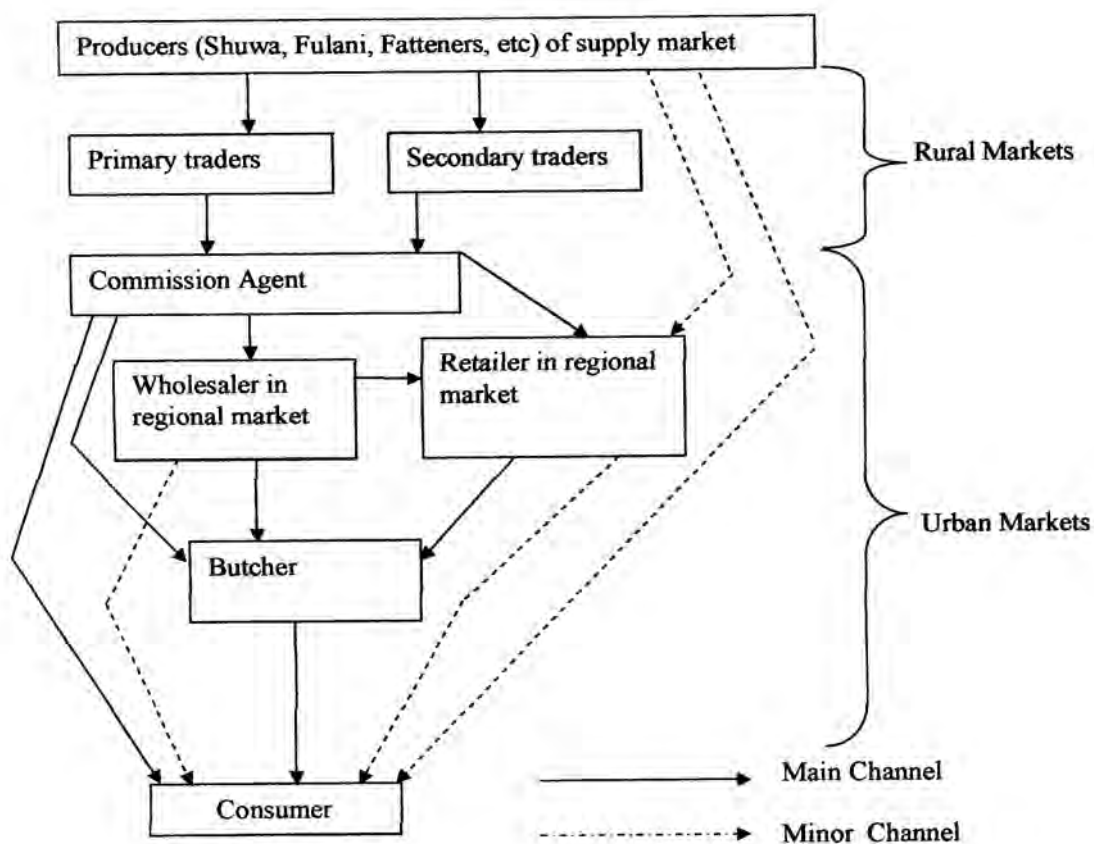 Producers (Shuwa, Fulani, Fatteners, etc) of supply market
Primary traders
Secondary traders
Rural Markets
Commission Agent
Wholesaler in
regional market
Retailer in regional
market
Urban Markets
Butcher
Consumer
Main Channel
Minor Channel